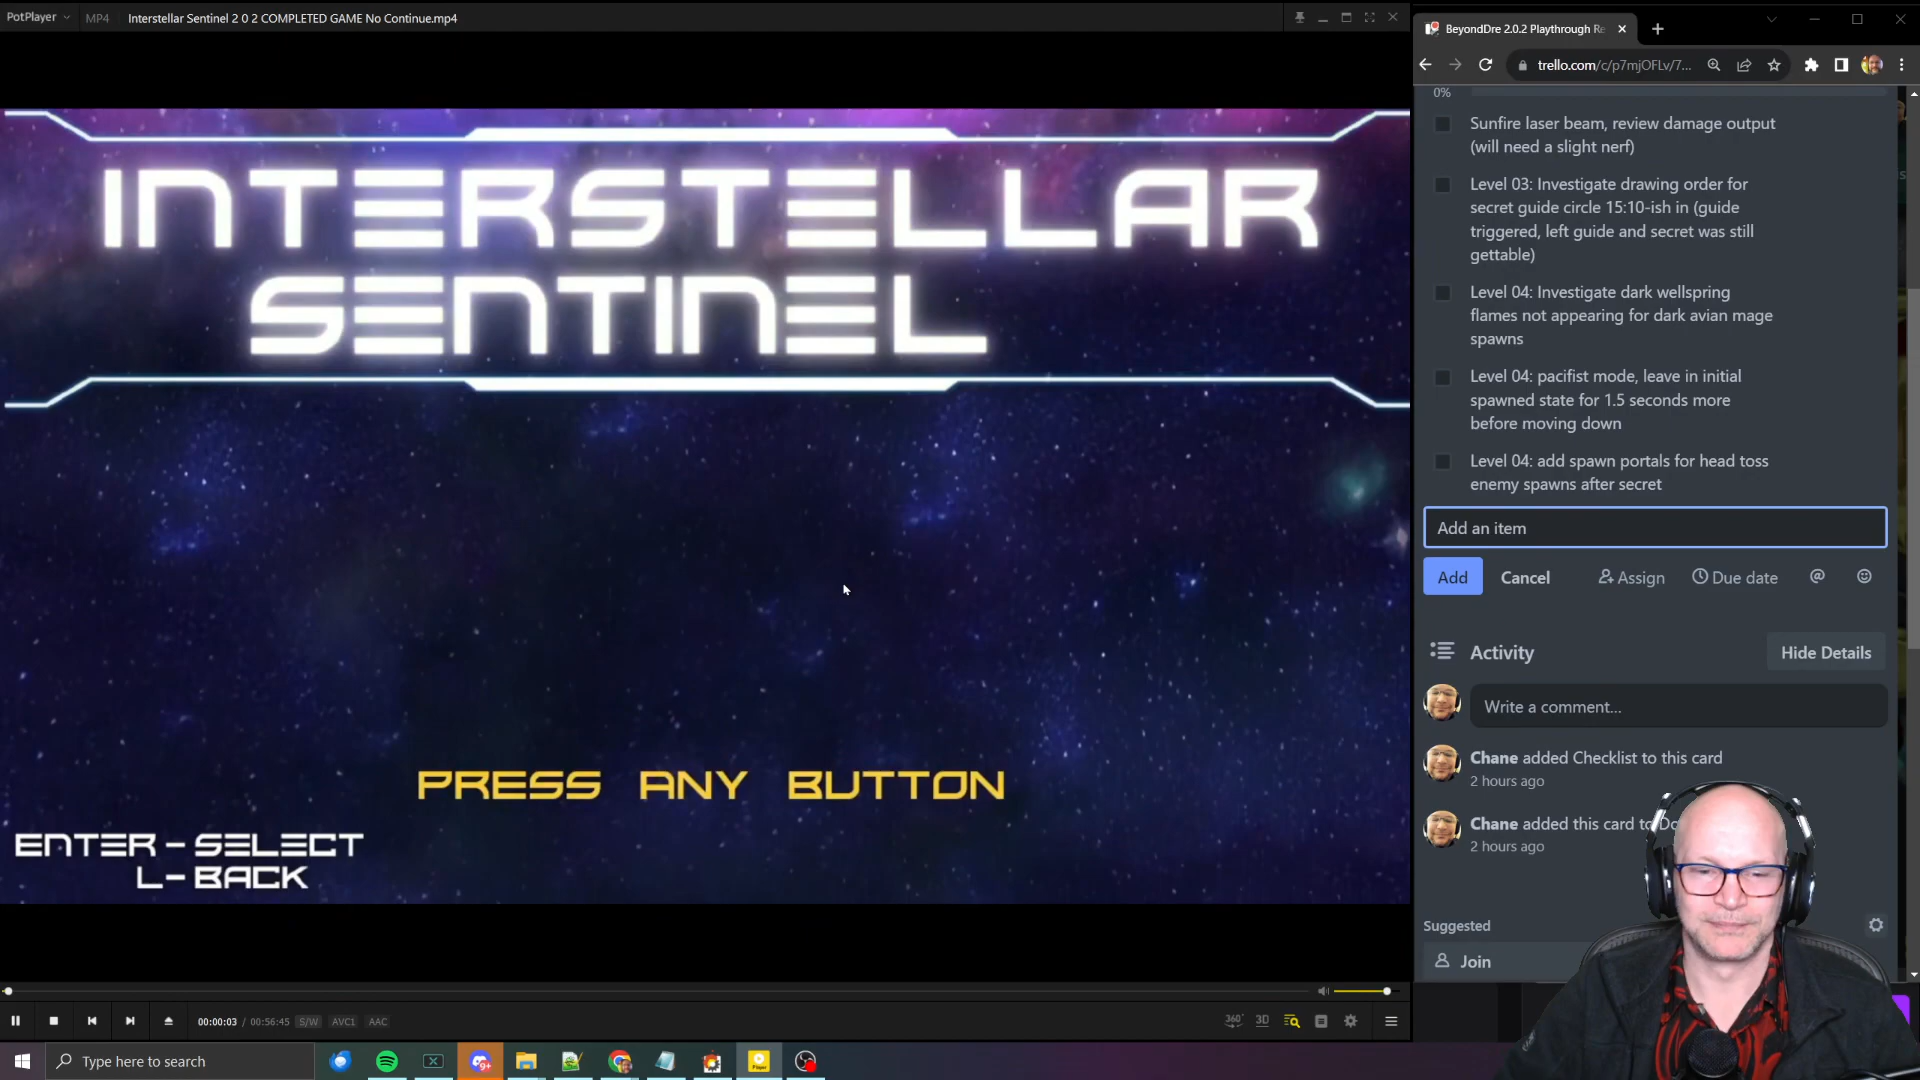 PotPlayer
MP4
Interstellar Sentinel 2 0 2 COMPLETED GAME No Continue.mp4
BeyondDre 2.0.2 Playthrough Re
trello.com/c/p7mjOFLv/7...
INTERSTELLAR
SENTINEL
PRESS ANY BUTTON
ENTER - SELECT
L - BACK
0%
Sunfire laser beam, review damage output
(will need a slight nerf)
Level 03: Investigate drawing order for
secret guide circle 15:10-ish in (guide
triggered, left guide and secret was still
gettable)
Level 04: Investigate dark wellspring
flames not appearing for dark avian mage
spawns
Level 04: pacifist mode, leave in initial
spawned state for 1.5 seconds more
before moving down
Level 04: add spawn portals for head toss
enemy spawns after secret
Add an item
Add
Cancel
Assign
Due date
@
Activity
Hide Details
Write a comment...
Chane added Checklist to this card
2 hours ago
Chane added this card to Do
2 hours ago
Suggested
Join
00:00:03 / 00:56:45 S/W AVC1 AAC
360°
3D
Type here to search
9+
Player